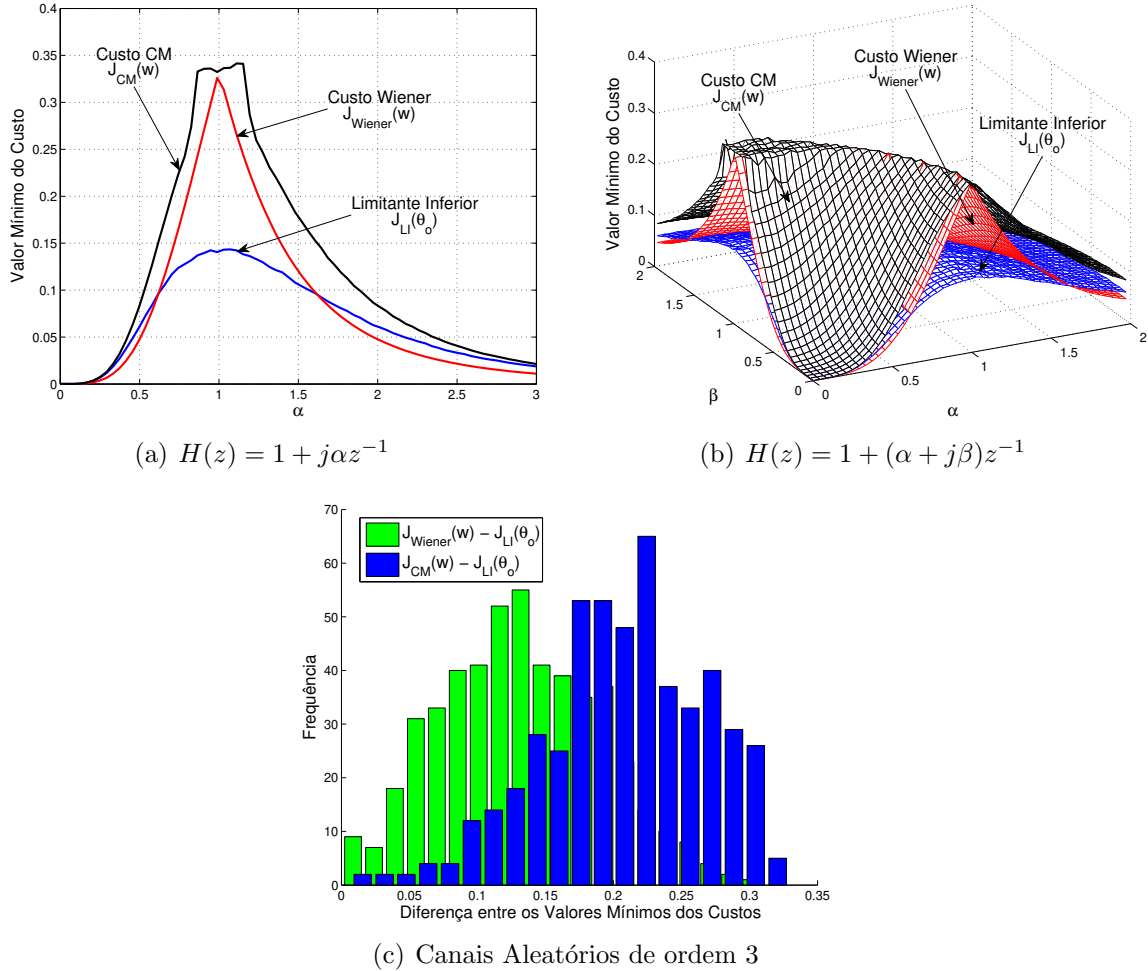 0.4
0.35
0.3
0.25
0.2
0.15
0.1
0.05
0
Valor Mínimo do Custo
Custo CM
J_CM(w)
Custo Wiener
J_Wiener(w)
Limitante Inferior
J_LI(θ_o)
0 0.5 1 1.5 2 2.5 3
α
(a) H(z) = 1 + jαz^{-1}
0.4
0.3
0.2
0.1
0
Valor Mínimo do Custo
Custo CM
J_CM(w)
Custo Wiener
J_Wiener(w)
Limitante Inferior
J_LI(θ_o)
2
1.5
1
0.5
0
β
0
0.5
1
1.5
2
α
(b) H(z) = 1 + (α + jβ)z^{-1}
70
60
50
40
30
20
10
0
Frequência
J_Wiener(w) − J_LI(θ_o)
J_CM(w) − J_LI(θ_o)
0 0.05 0.1 0.15 0.2 0.25 0.3 0.35
Diferença entre os Valores Mínimos dos Custos
(c) Canais Aleatórios de ordem 3